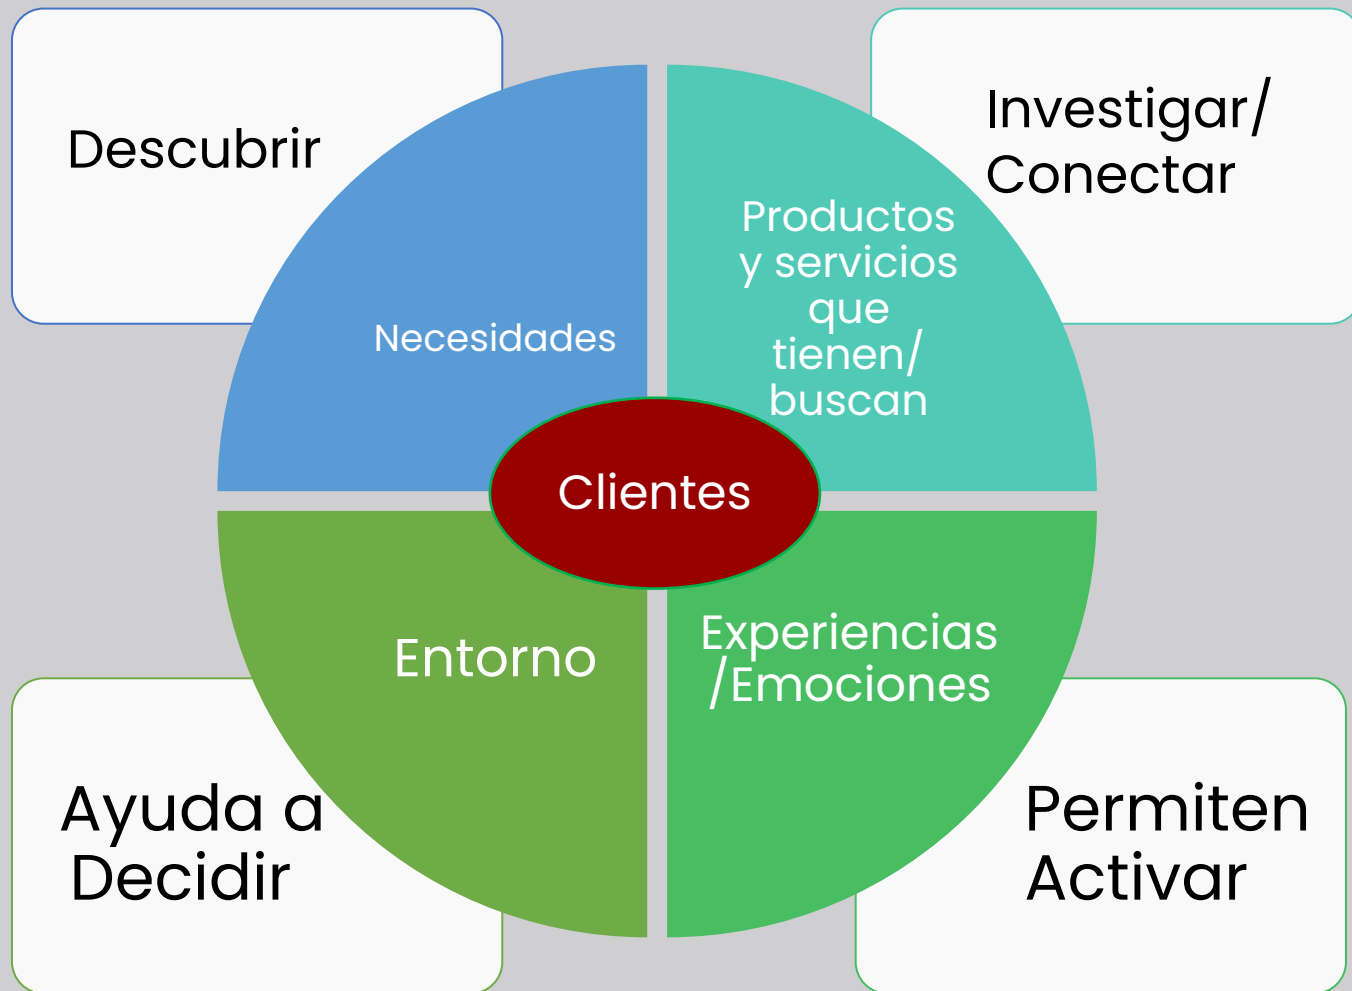 Descubrir
Necesidades
Investigar/
Conectar
Productos
y servicios
que
tienen/
buscan
Clientes
Entorno
Ayuda a
Decidir
Experiencias
/Emociones
Permiten
Activar